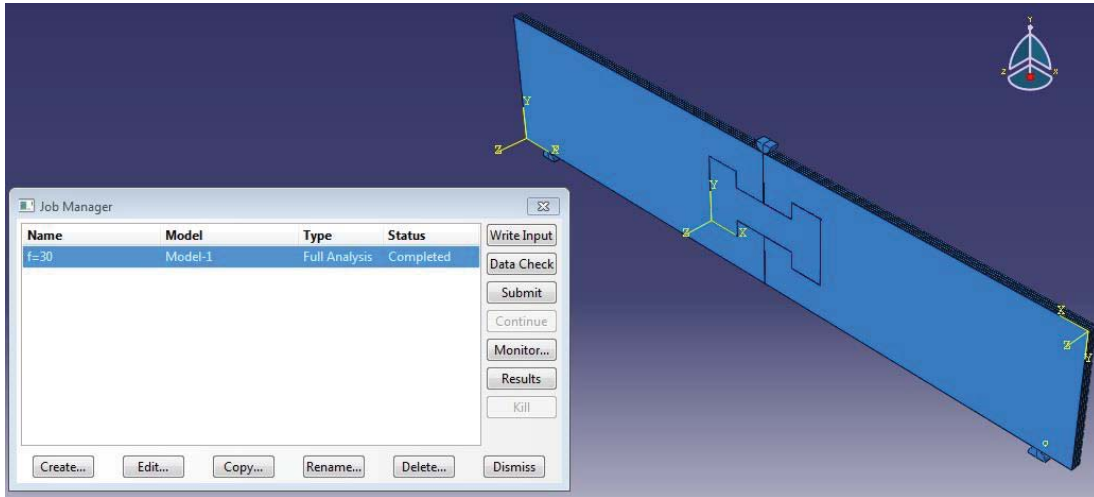 Y
Z X
Y
Z X
Job Manager
Name Model Type Status
f=30 Model-1 Full Analysis Completed
Write Input
Data Check
Submit
Continue
Monitor...
Results
Kill
Create... Edit... Copy... Rename... Delete... Dismiss
Y
Z X
X
Z
Y